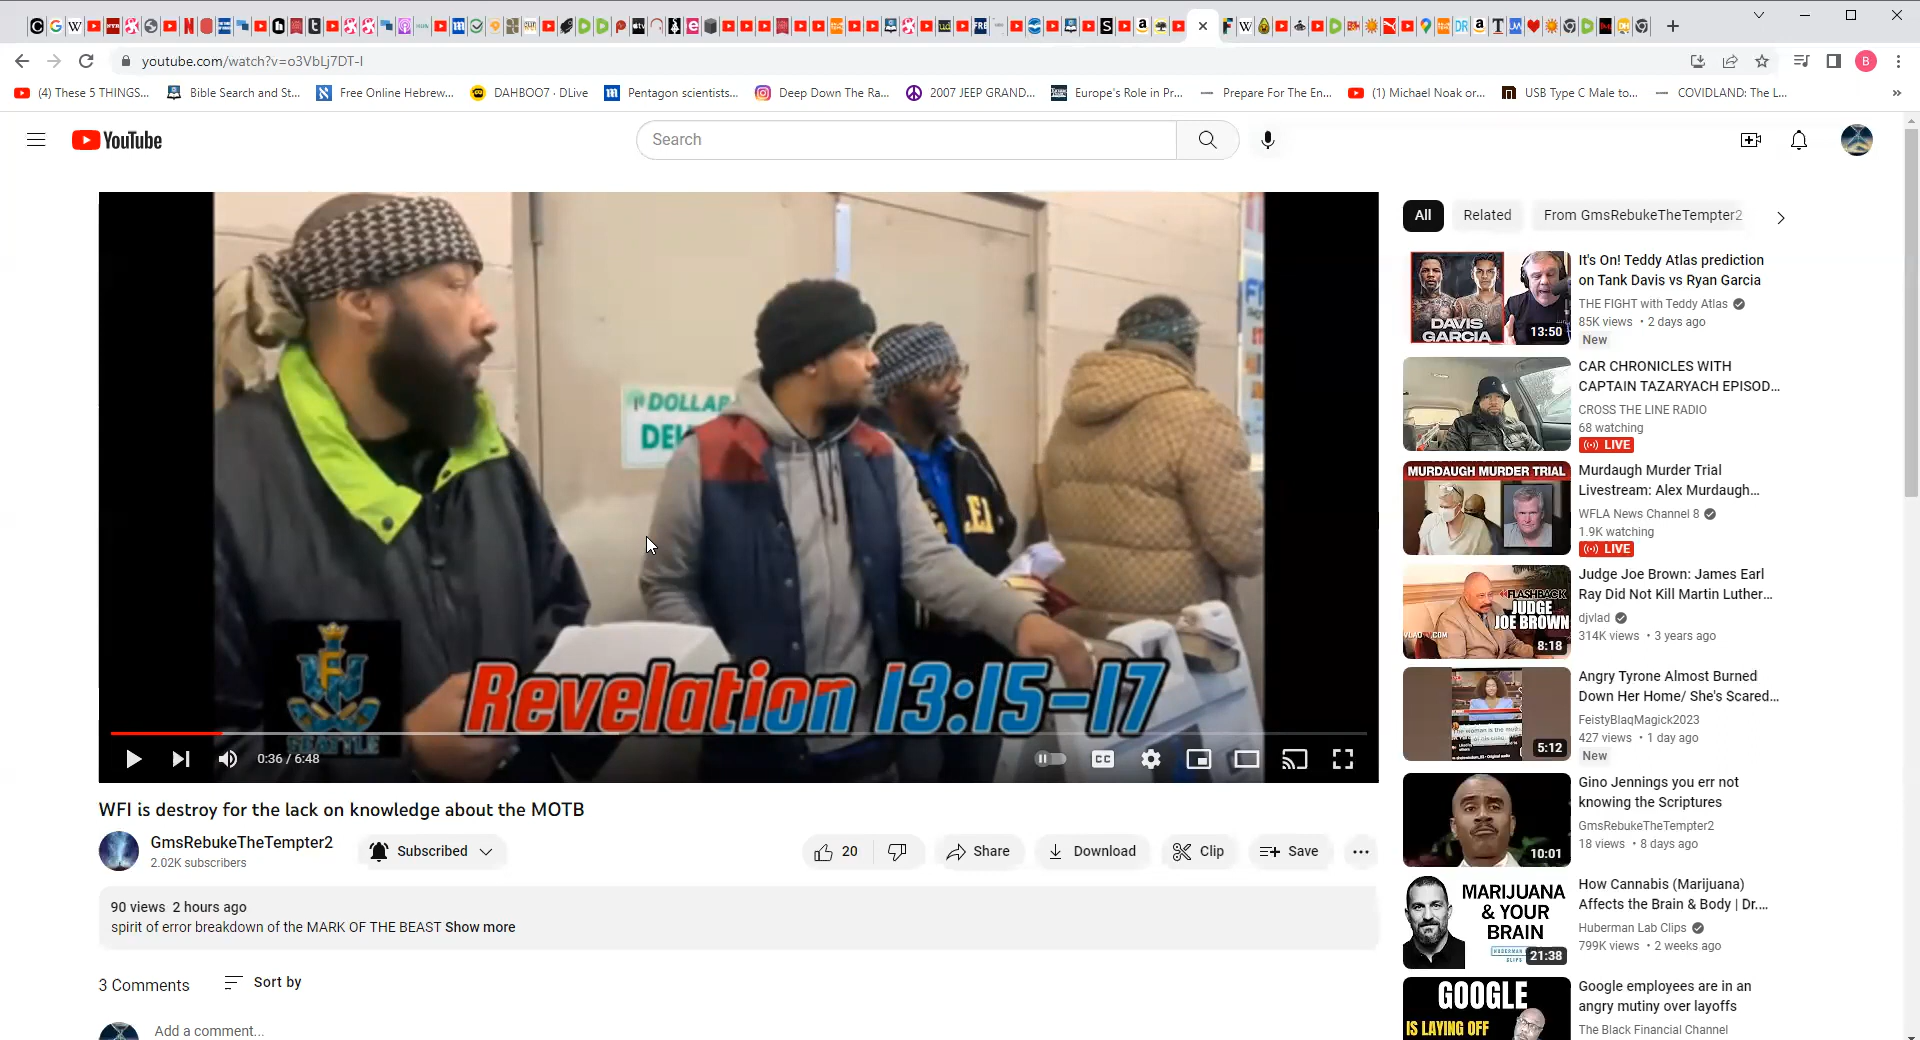 youtube.com/watch?v=o3VbLj7DT-I
(4) These 5 THINGS...
Bible Search and St...
Free Online Hebrew...
DAHBOO7 · DLive
Pentagon scientists...
Deep Down The Ra...
2007 JEEP GRAND...
Europe's Role in Pr...
Prepare For The En...
(1) Michael Noak or...
USB Type C Male to...
COVIDLAND: The L...
YouTube
Search
DOLLAR
Revelation 13:15-17
SEATTLE
0:36 / 6:48
CC
WFI is destroy for the lack on knowledge about the MOTB
GmsRebukeTheTempter2
2.02K subscribers
Subscribed
20
Share
Download
Clip
Save
90 views 2 hours ago
spirit of error breakdown of the MARK OF THE BEAST Show more
3 Comments
Sort by
Add a comment...
All
Related
From GmsRebukeTheTempter2
DAVIS
GARCIA
13:50
It's On! Teddy Atlas prediction
on Tank Davis vs Ryan Garcia
THE FIGHT with Teddy Atlas
85K views • 2 days ago
New
CAR CHRONICLES WITH
CAPTAIN TAZARYACH EPISOD...
CROSS THE LINE RADIO
68 watching
LIVE
MURDAUGH MURDER TRIAL
Murdaugh Murder Trial
Livestream: Alex Murdaugh...
WFLA News Channel 8
1.9K watching
LIVE
FLASHBACK
JUDGE
JOE BROWN
8:18
Judge Joe Brown: James Earl
Ray Did Not Kill Martin Luther...
djvlad
314K views • 3 years ago
5:12
Angry Tyrone Almost Burned
Down Her Home/ She's Scared...
FeistyBlaqMagick2023
427 views • 1 day ago
New
10:01
Gino Jennings you err not
knowing the Scriptures
GmsRebukeTheTempter2
18 views • 8 days ago
MARIJUANA
& YOUR
BRAIN
21:38
How Cannabis (Marijuana)
Affects the Brain & Body | Dr....
Huberman Lab Clips
799K views • 2 weeks ago
GOOGLE
IS LAYING OFF
Google employees are in an
angry mutiny over layoffs
The Black Financial Channel